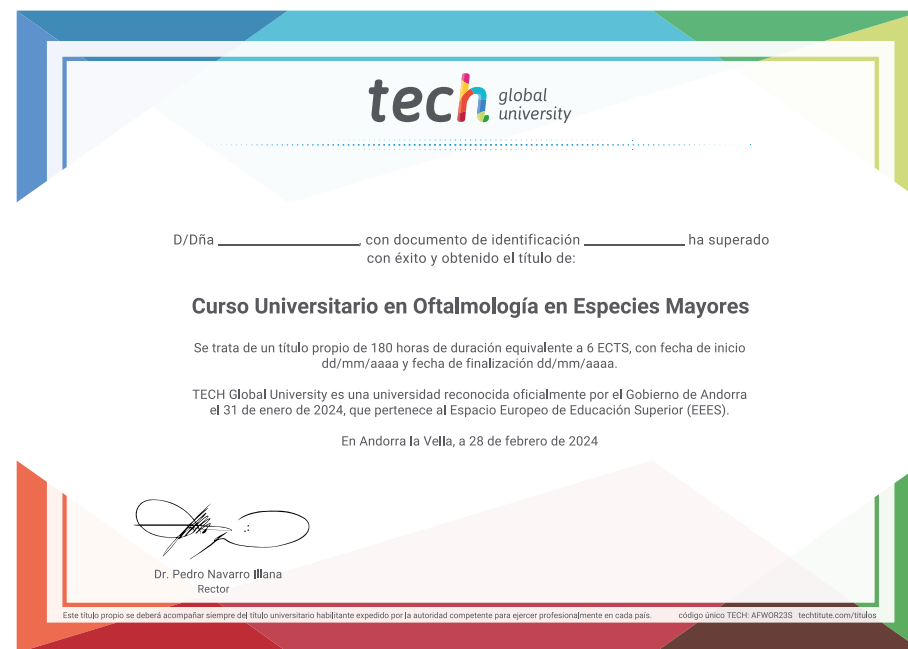 tech global university
D/Dña ______________, con documento de identificación __________ ha superado
con éxito y obtenido el título de:
Curso Universitario en Oftalmología en Especies Mayores
Se trata de un título propio de 180 horas de duración equivalente a 6 ECTS, con fecha de inicio
dd/mm/aaaa y fecha de finalización dd/mm/aaaa.
TECH Global University es una universidad reconocida oficialmente por el Gobierno de Andorra
el 31 de enero de 2024, que pertenece al Espacio Europeo de Educación Superior (EEES).
En Andorra la Vella, a 28 de febrero de 2024
Dr. Pedro Navarro Illana
Rector
Este título propio se deberá acompañar siempre del título universitario habilitante expedido por la autoridad competente para ejercer profesionalmente en cada país. código único TECH: AFWOR23S techtitute.com/titulos